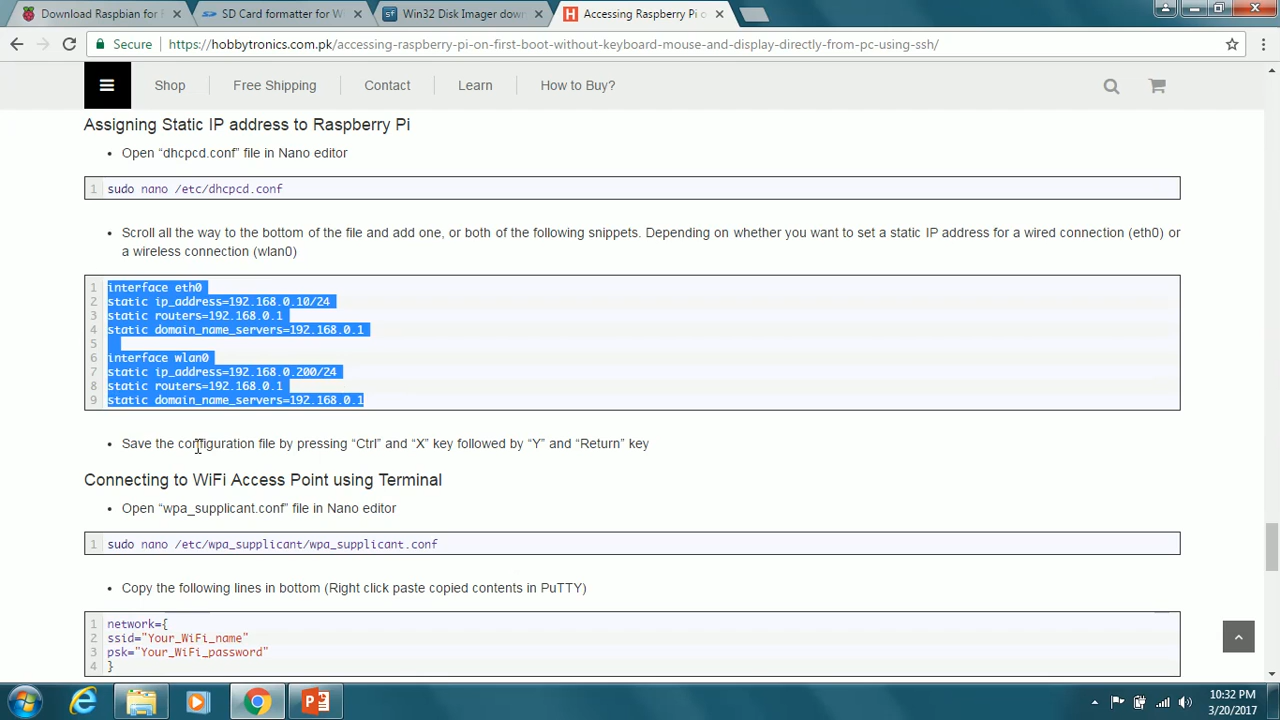 Download Raspbian for
SD Card formatter for W
Win32 Disk Imager down
Accessing Raspberry Pi o
Secure
https://hobbytronics.com.pk/accessing-raspberry-pi-on-first-boot-without-keyboard-mouse-and-display-directly-from-pc-using-ssh/
Shop
Free Shipping
Contact
Learn
How to Buy?
Assigning Static IP address to Raspberry Pi
• Open “dhcpcd.conf” file in Nano editor
1 sudo nano /etc/dhcpcd.conf
• Scroll all the way to the bottom of the file and add one, or both of the following snippets. Depending on whether you want to set a static IP address for a wired connection (eth0) or
a wireless connection (wlan0)
1 interface eth0
2 static ip_address=192.168.0.10/24
3 static routers=192.168.0.1
4 static domain_name_servers=192.168.0.1
5
6 interface wlan0
7 static ip_address=192.168.0.200/24
8 static routers=192.168.0.1
9 static domain_name_servers=192.168.0.1
• Save the configuration file by pressing “Ctrl” and “X” key followed by “Y” and “Return” key
Connecting to WiFi Access Point using Terminal
• Open “wpa_supplicant.conf” file in Nano editor
1 sudo nano /etc/wpa_supplicant/wpa_supplicant.conf
• Copy the following lines in bottom (Right click paste copied contents in PuTTY)
1 network={
2 ssid="Your_WiFi_name"
3 psk="Your_WiFi_password"
4 }
10:32 PM
3/20/2017